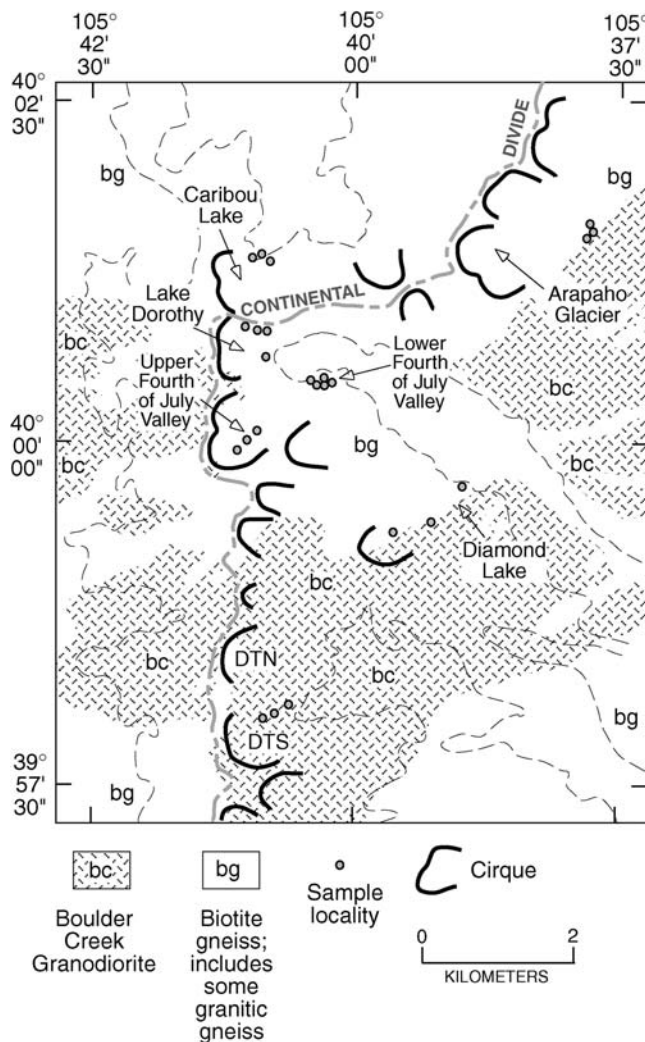 105°
42'
30"
105°
40'
00"
105°
37'
30"
40°
02'
30"
DIVIDE
bg
bg
Caribou
Lake
CONTINENTAL
Lake
Dorothy
Arapaho
Glacier
bc
Upper
Fourth
of July
Valley
Lower
Fourth
of July
Valley
bc
40°
00'
00"
bc
bg
bc
Diamond
Lake
bc
bc
DTN
bc
DTS
bg
39°
57'
30"
bg
bc
Boulder
Creek
Granodiorite
bg
Biotite
gneiss;
includes
some
granitic
gneiss
Sample
locality
Cirque
0 2
KILOMETERS